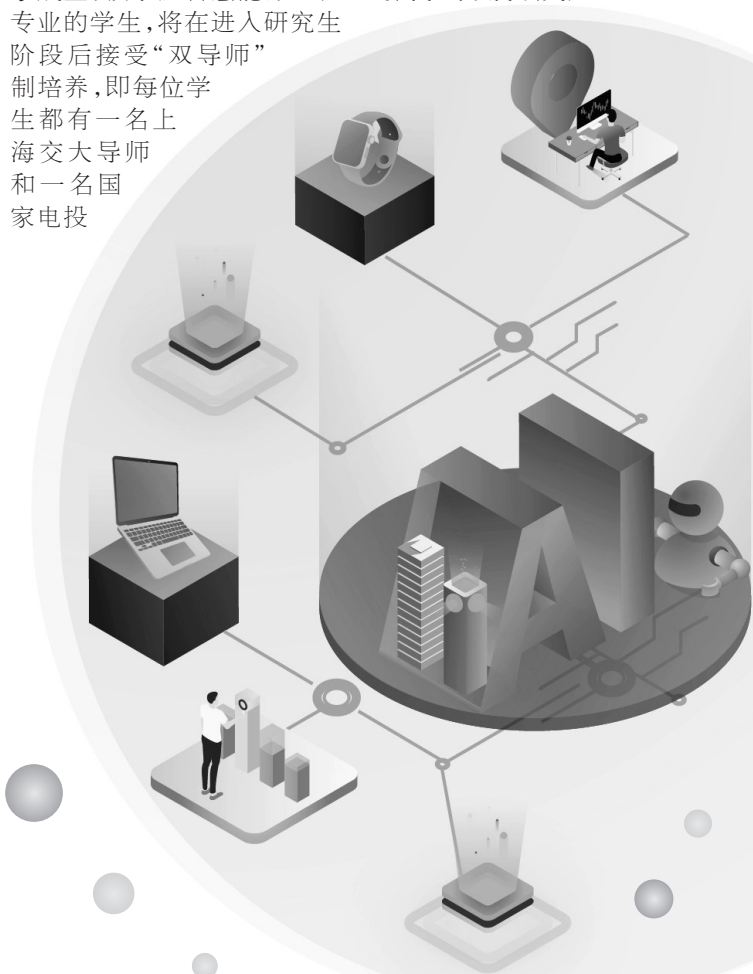 专业的学生,将在进入研究生
阶段后接受“双导师”
制培养,即每位学
生都有一名上
海交大导师
和一名国
家电投
AI